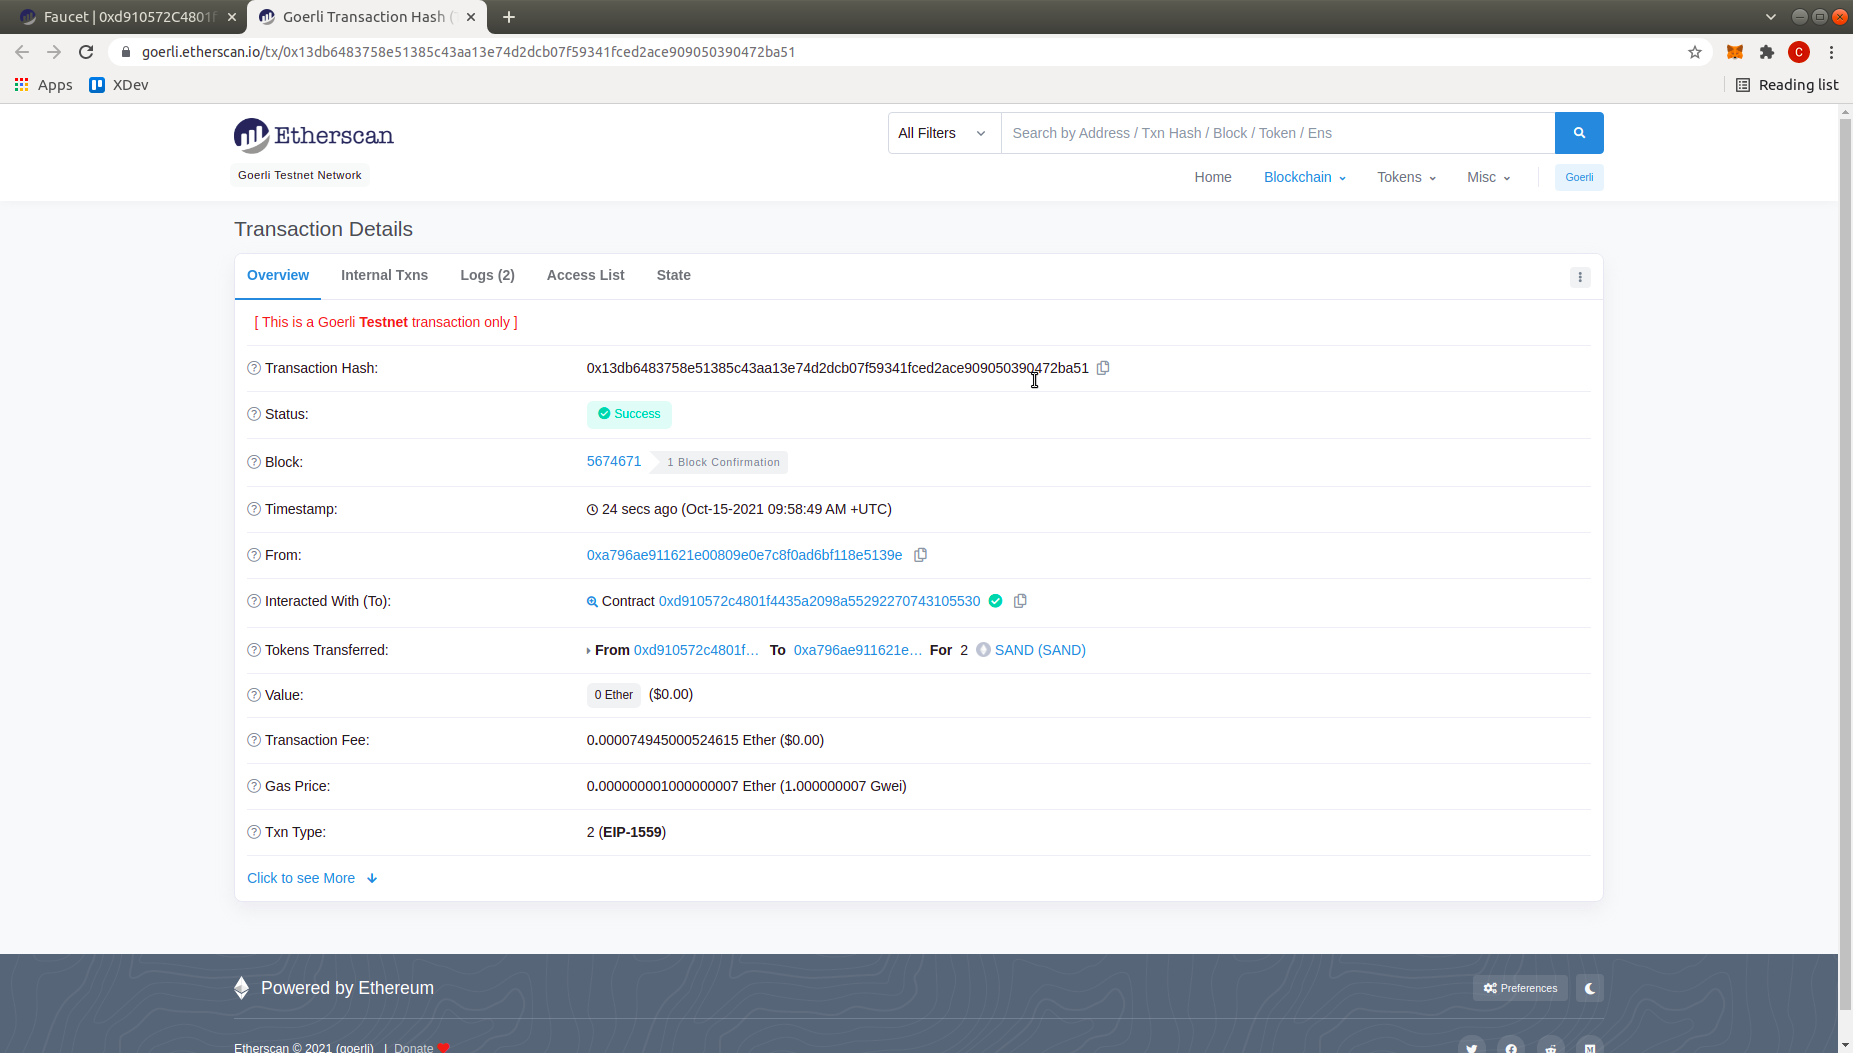 Faucet | 0xd910572C4801f
Goerli Transaction Hash (
goerli.etherscan.io/tx/0x13db6483758e51385c43aa13e74d2dcb07f59341fced2ace909050390472ba51
C
Apps
XDev
Reading list
Etherscan
All Filters
Search by Address / Txn Hash / Block / Token / Ens
Goerli Testnet Network
Home
Blockchain
Tokens
Misc
Goerli
Transaction Details
Overview
Internal Txns
Logs (2)
Access List
State
[ This is a Goerli Testnet transaction only ]
Transaction Hash:
0x13db6483758e51385c43aa13e74d2dcb07f59341fced2ace909050390472ba51
Status:
Success
Block:
5674671
1 Block Confirmation
Timestamp:
24 secs ago (Oct-15-2021 09:58:49 AM +UTC)
From:
0xa796ae911621e00809e0e7c8f0ad6bf118e5139e
Interacted With (To):
Contract 0xd910572c4801f4435a2098a55292270743105530
Tokens Transferred:
From 0xd910572c4801f... To 0xa796ae911621e... For 2 SAND (SAND)
Value:
0 Ether ($0.00)
Transaction Fee:
0.000074945000524615 Ether ($0.00)
Gas Price:
0.000000001000000007 Ether (1.000000007 Gwei)
Txn Type:
2 (EIP-1559)
Click to see More
Powered by Ethereum
Preferences
Etherscan © 2021 (goerli) | Donate